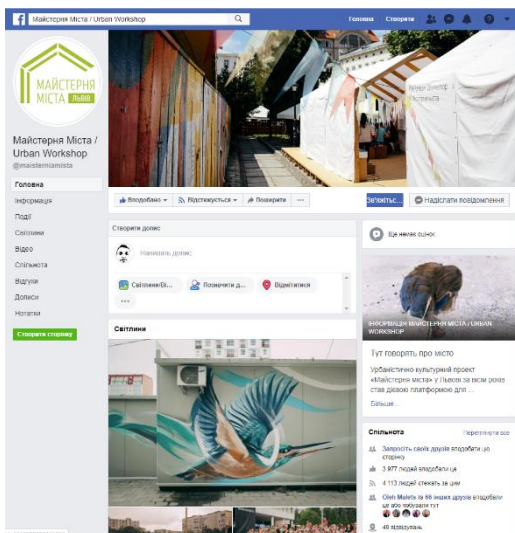 Майстерня Міста / Urban Workshop
Головна
Створити
МАЙСТЕРНЯ
МІСТА ЛЬВІВ
Майстерня Міста /
Urban Workshop
@maisterniamista
Головна
Інформація
Події
Світлини
Відео
Спільнота
Відгуки
Дописи
Нотатки
Створити сторінку
Вподобано
Відстежується
Поширити
Зв'яжітьс...
Надіслати повідомлення
Створити допис
Напишіть допис...
Світлини/Ві...
Позначити д...
Відмітитися
Світлини
Ще немає оцінок
ІНФОРМАЦІЯ МАЙСТЕРНЯ МІСТА / URBAN
WORKSHOP
Тут говорять про місто
Урбаністично культурний проект
«Майстерня міста» у Львові за вісім років
став дієвою платформою для ...
Більше...
Спільнота
Переглянути все
Запросіть своїх друзів вподобати цю
сторінку
3 977 людей вподобали це
4 113 людей стежать за цим
Oleh Malets та 66 інших друзів вподобали
це або побували тут
49 відвідувань